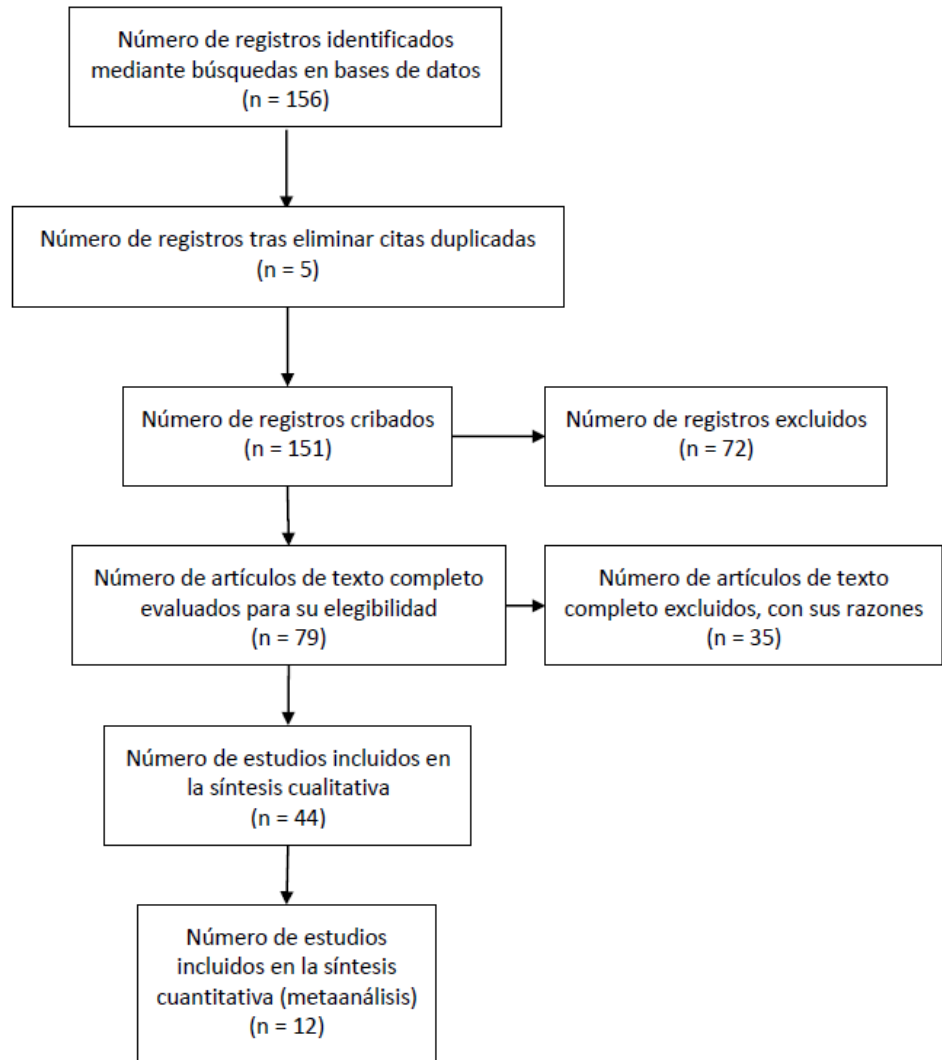 Número de registros identificados
mediante búsquedas en bases de datos
(n = 156)
Número de registros tras eliminar citas duplicadas
(n = 5)
Número de registros cribados
(n = 151)
Número de registros excluidos
(n = 72)
Número de artículos de texto completo
evaluados para su elegibilidad
(n = 79)
Número de artículos de texto
completo excluidos, con sus razones
(n = 35)
Número de estudios incluidos en
la síntesis cualitativa
(n = 44)
Número de estudios
incluidos en la síntesis
cuantitativa (metaanálisis)
(n = 12)